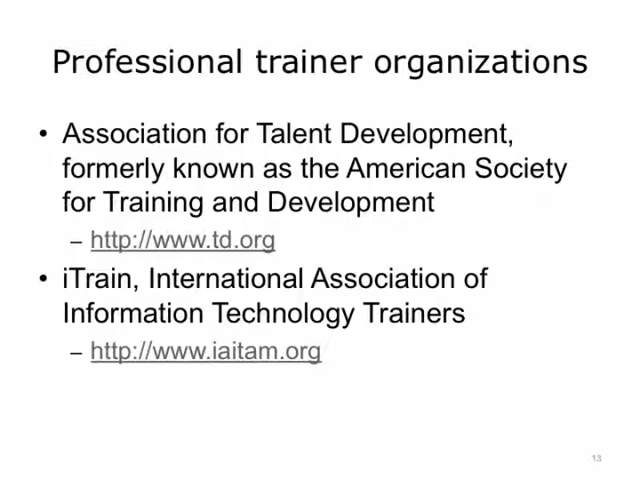 Professional trainer organizations
• Association for Talent Development,
formerly known as the American Society
for Training and Development
– http://www.td.org
• iTrain, International Association of
Information Technology Trainers
– http://www.iaitam.org
13